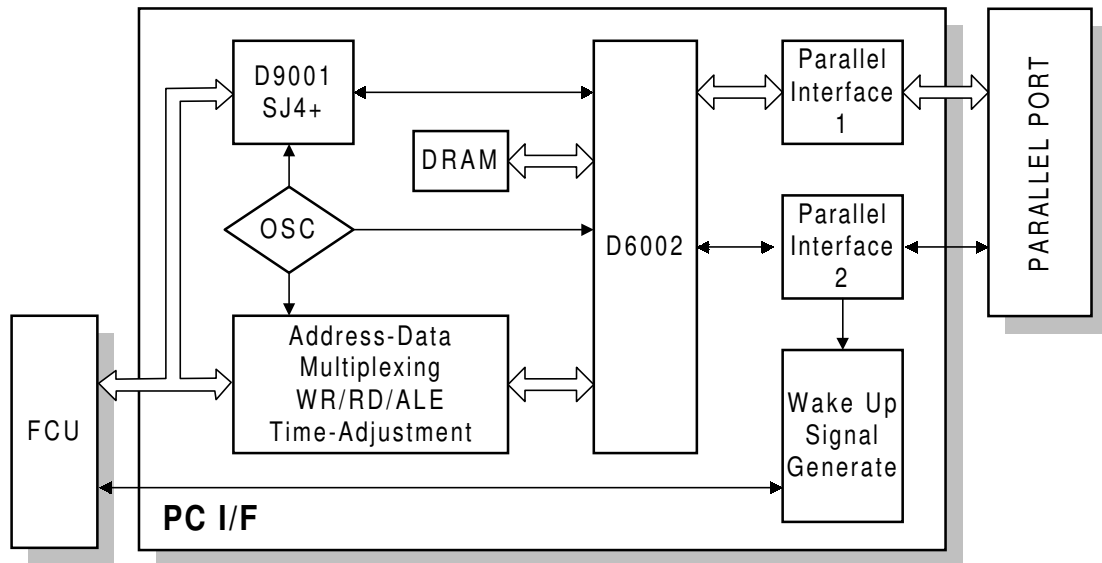 D9001
SJ4+
DRAM
OSC
D6002
Parallel
Interface
1
Parallel
Interface
2
PARALLEL PORT
FCU
Address-Data
Multiplexing
WR/RD/ALE
Time-Adjustment
Wake Up
Signal
Generate
PC I/F